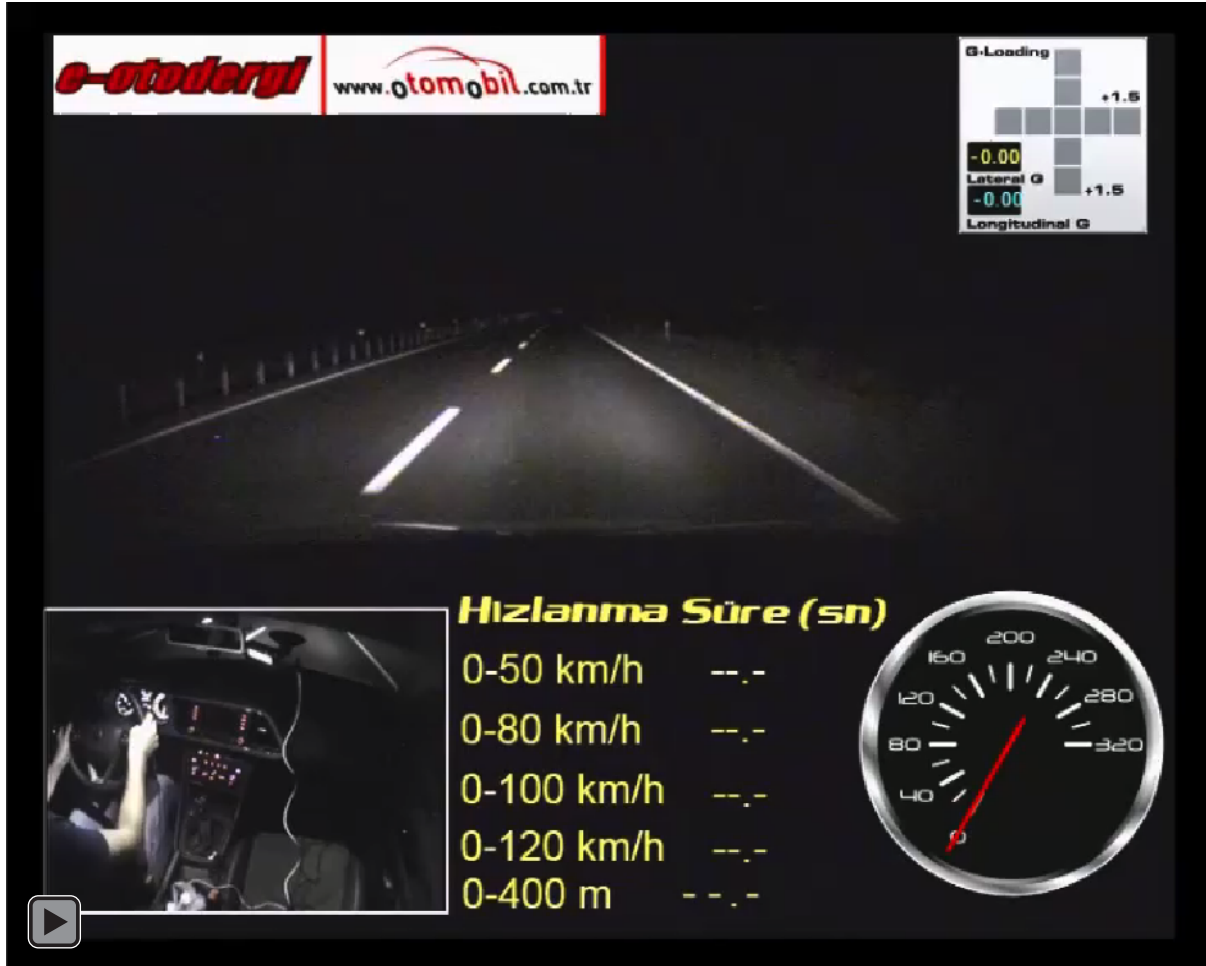 e-otodergi
www.otomobil.com.tr
G-Loading
+1.5
-0.00
Lateral G
+1.5
-0.00
Longitudinal G
Hızlanma Süre (sn)
0-50 km/h --.-
0-80 km/h --.-
0-100 km/h --.-
0-120 km/h --.-
0-400 m --.-
0
40
80
120
160
200
240
280
320